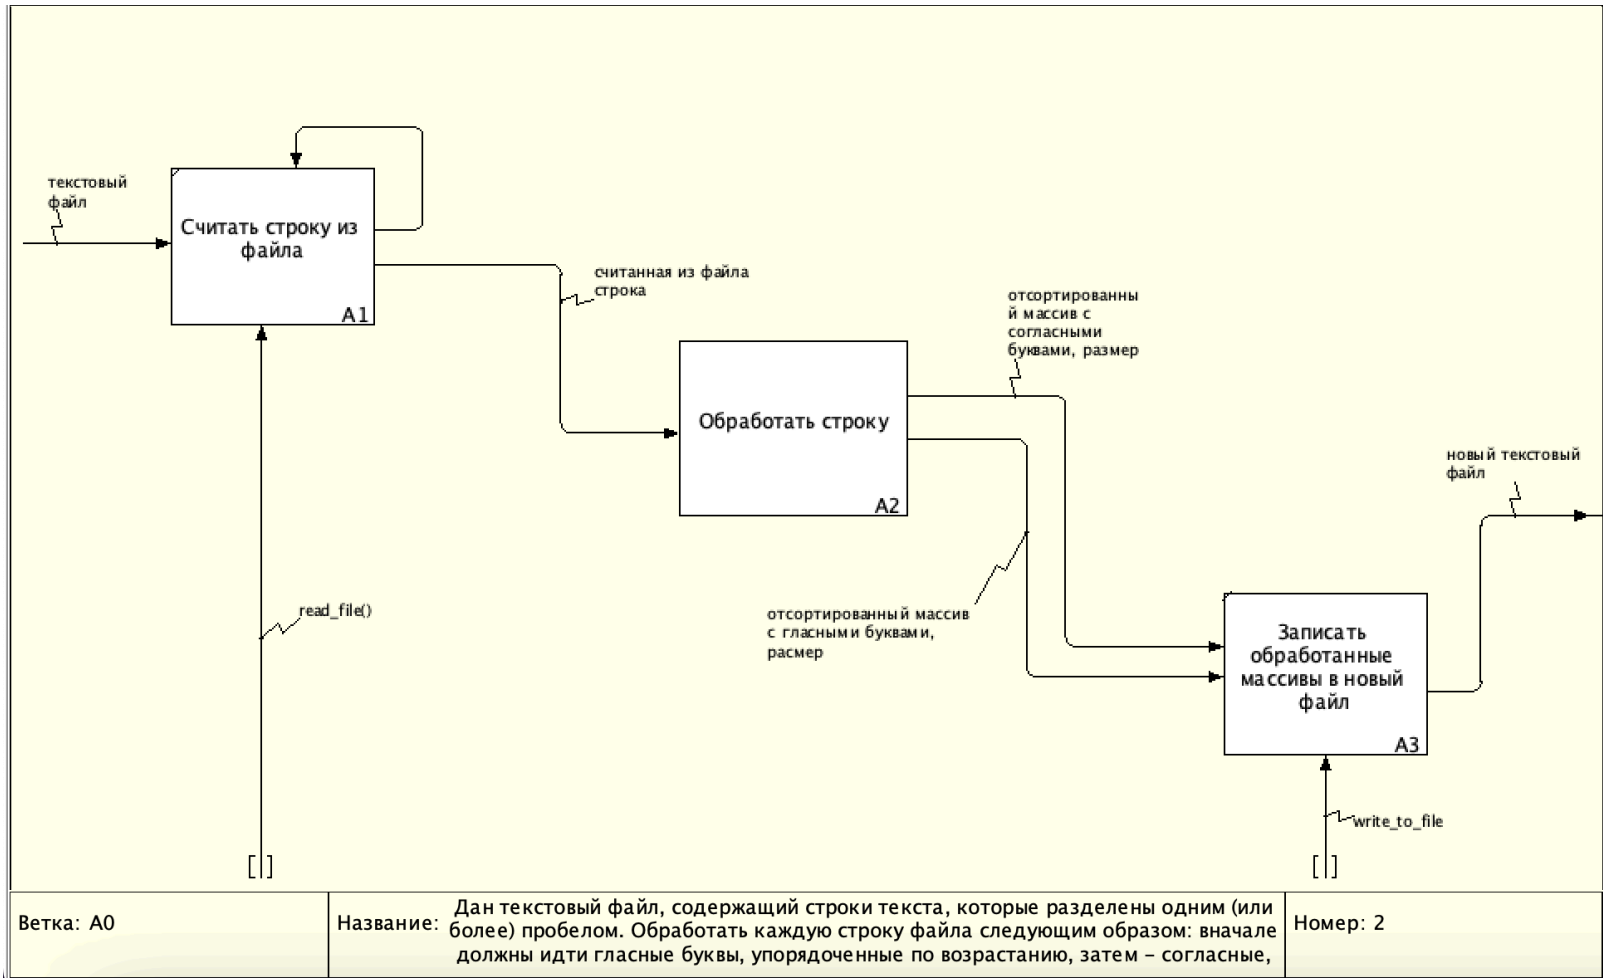 текстовый
файл
Считать строку из
файла
A1
считанная из файла
строка
отсортированны
й массив с
согласными
буквами, размер
Обработать строку
A2
новый текстовый
файл
read_file()
отсортированный массив
с гласными буквами,
расмер
Записать
обработанные
массивы в новый
файл
A3
write_to_file
Ветка: A0
Название:
Дан текстовый файл, содержащий строки текста, которые разделены одним (или
более) пробелом. Обработать каждую строку файла следующим образом: вначале
должны идти гласные буквы, упорядоченные по возрастанию, затем – согласные,
Номер: 2